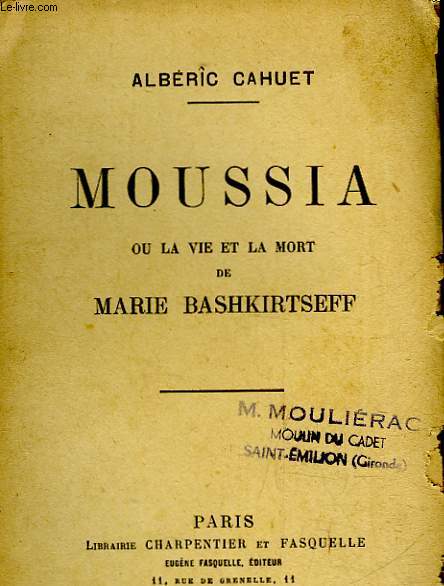 Le-livre.com
ALBÉRÎC CAHUET
MOUSSIA
OU LA VIE ET LA MORT
DE
MARIE BASHKIRTSEFF
M. MOULIÉRAC
MOULIN DU CADET
SAINT-ÉMILION (Gironde)
PARIS
LIBRAIRIE CHARPENTIER ET FASQUELLE
EUGÈNE FASQUELLE, ÉDITEUR
11, RUE DE GRENELLE, 11